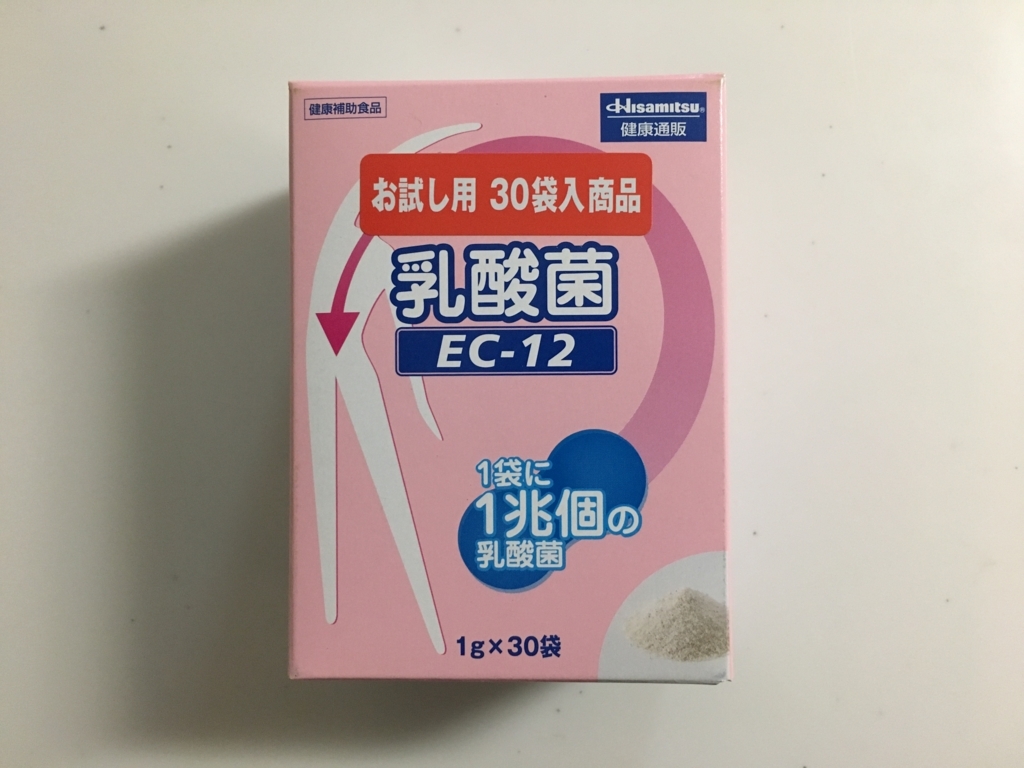 健康補助食品
Hisamitsu®
健康通販
お試し用 30袋入商品
乳酸菌
EC-12
1袋に
1兆個の
乳酸菌
1g×30袋